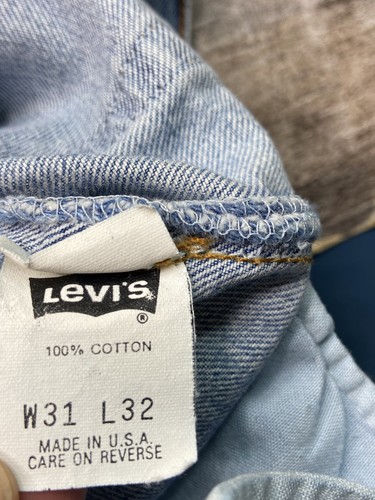 Levi's
®
100% COTTON
W31 L32
MADE IN U.S.A.
CARE ON REVERSE